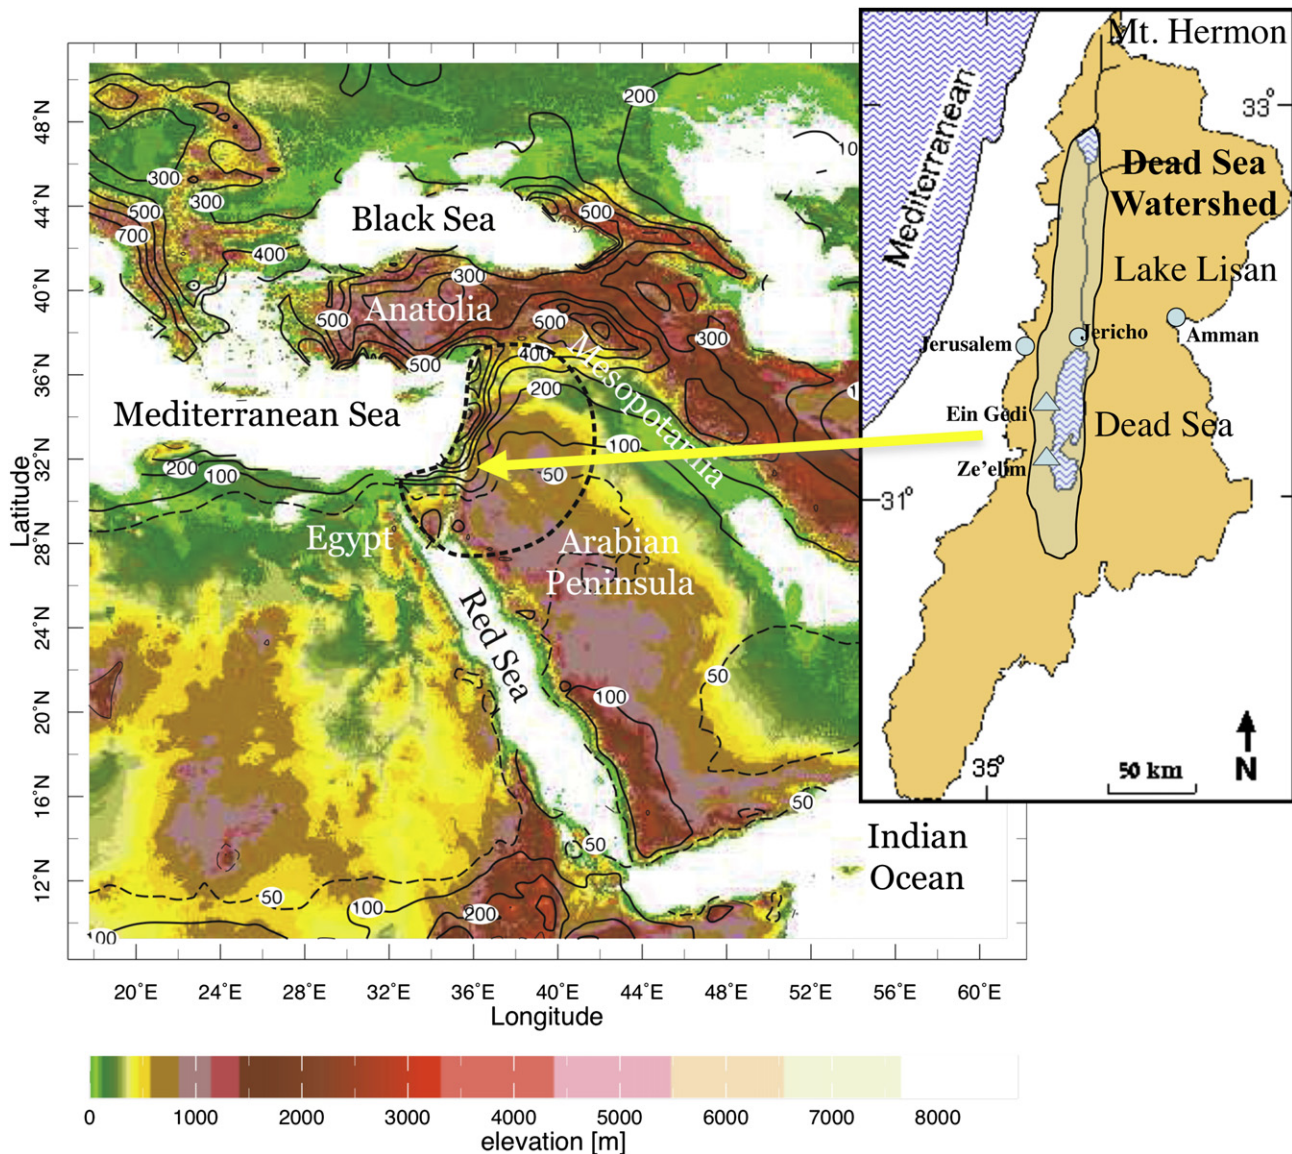 Mt. Hermon
33°
Mediterranean
Dead Sea
Watershed
Lake Lisan
Jericho
Jerusalem
Amman
Ein Gedi
Dead Sea
Ze'elim
31°
35°
50 km
N
48°N
44°N
40°N
36°N
32°N
28°N
24°N
20°N
16°N
12°N
Latitude
200
300
300
500
700
400
500
Black Sea
300
Anatolia
500
500
500
300
400
200
Mesopotamia
Mediterranean Sea
200
100
100
50
Egypt
Arabian
Peninsula
Red Sea
50
100
50
50
50
100
200
100
Indian
Ocean
20°E
24°E
28°E
32°E
36°E
40°E
44°E
48°E
52°E
56°E
60°E
Longitude
0
1000
2000
3000
4000
5000
6000
7000
8000
elevation [m]